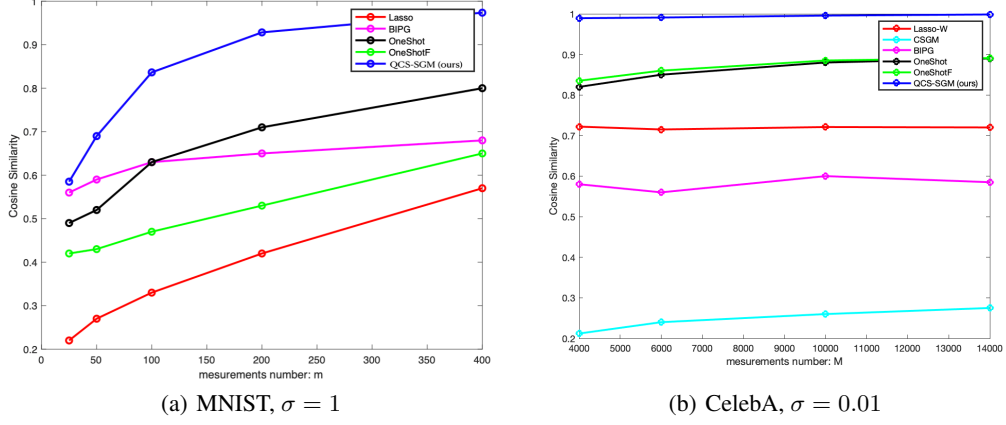 1
0.9
0.8
0.7
0.6
0.5
0.4
0.3
0.2
Cosine Similarity
Lasso
BIPG
OneShot
OneShotF
QCS-SGM (ours)
0 50 100 150 200 250 300 350 400
mesurements number: m
(a) MNIST, σ = 1
1
0.9
0.8
0.7
0.6
0.5
0.4
0.3
0.2
Cosine Similarity
Lasso-W
CSGM
BIPG
OneShot
OneShotF
QCS-SGM (ours)
4000 5000 6000 7000 8000 9000 10000 11000 12000 13000 14000
mesurements number: M
(b) CelebA, σ = 0.01